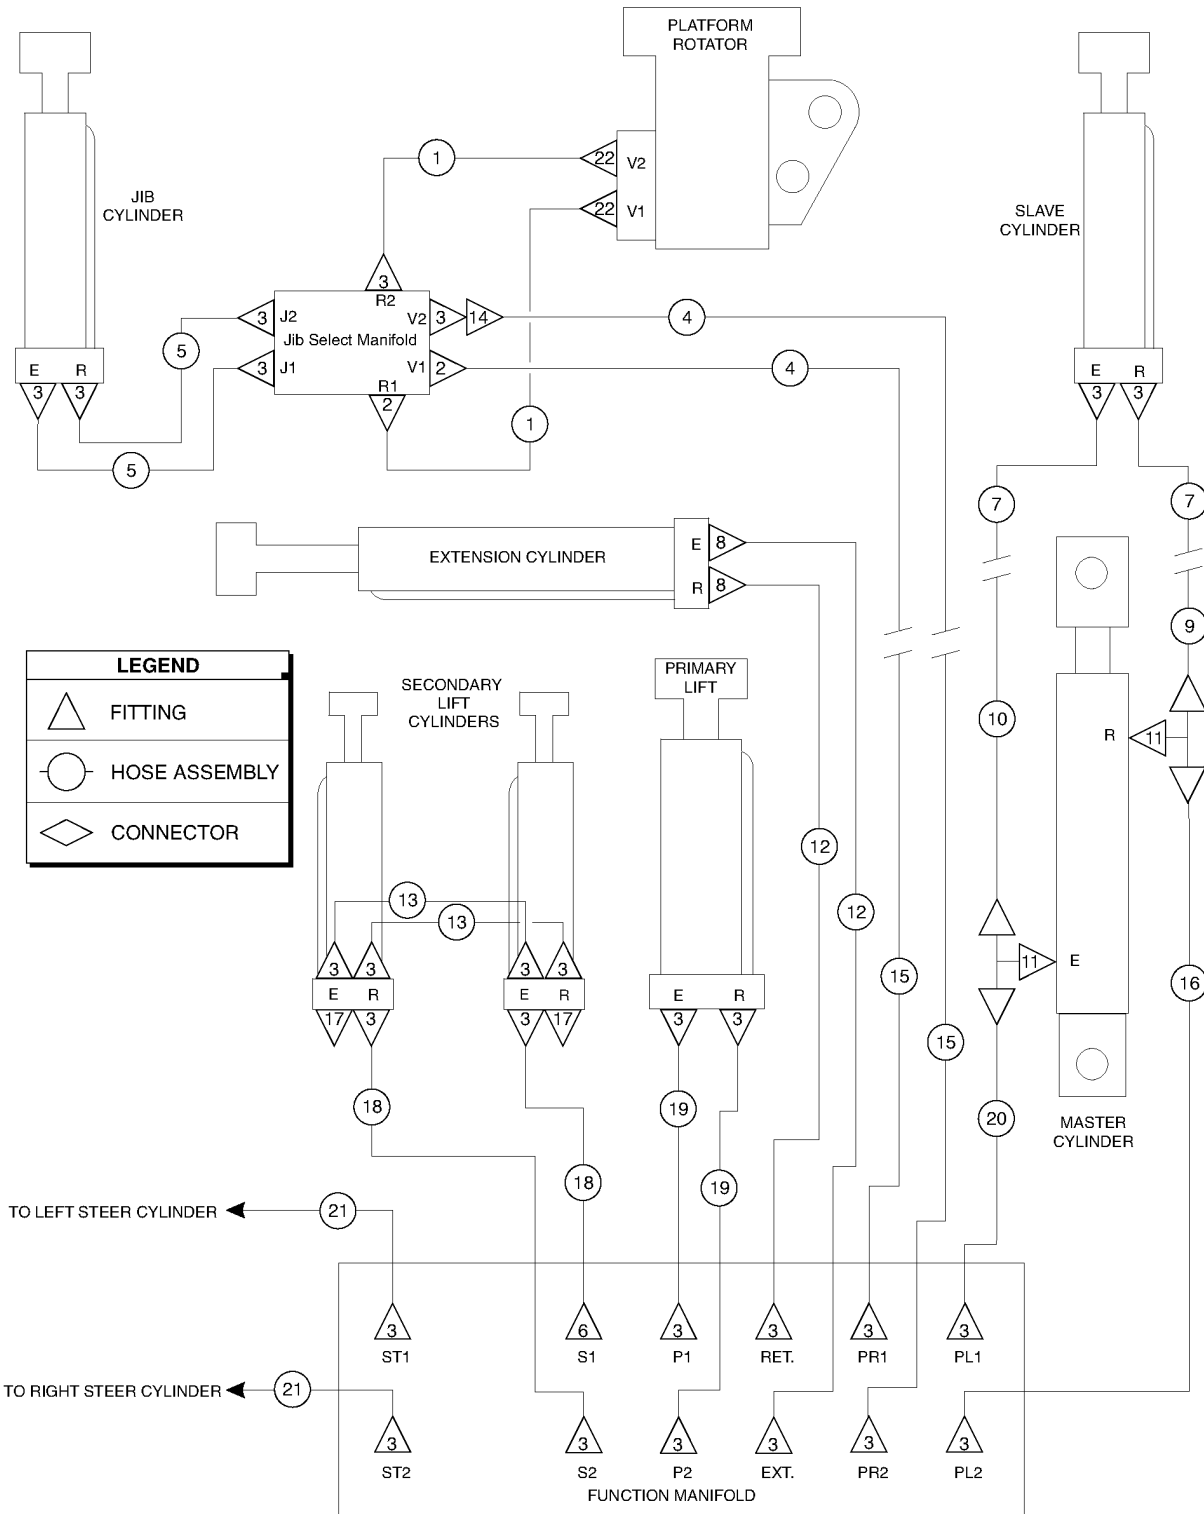 PLATFORM
ROTATOR
1
22
V2
22
V1
JIB
CYLINDER
SLAVE
CYLINDER
3
R2
3
J2
V2
3
14
4
Jib Select Manifold
5
3
J1
V1
2
4
R1
2
E
R
3
3
E
R
3
3
1
5
7
7
EXTENSION CYLINDER
E
8
R
8
9
LEGEND
FITTING
HOSE ASSEMBLY
CONNECTOR
SECONDARY
LIFT
CYLINDERS
PRIMARY
LIFT
10
R
11
12
12
13
13
3
3
3
3
E
R
E
R
E
R
17
3
3
17
3
3
11
E
15
16
15
18
19
20
MASTER
CYLINDER
18
19
TO LEFT STEER CYLINDER
21
3
6
3
3
3
3
ST1
S1
P1
RET.
PR1
PL1
TO RIGHT STEER CYLINDER
21
3
3
3
3
3
3
ST2
S2
P2
EXT.
PR2
PL2
FUNCTION MANIFOLD